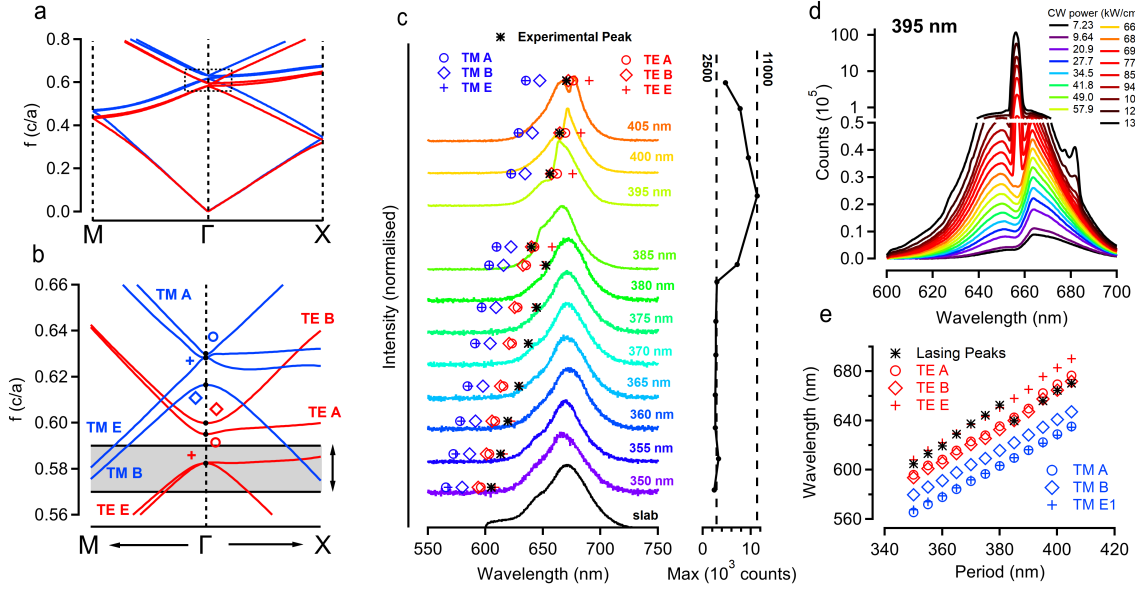 a
0.8
0.6
0.4
0.2
0.0
f (c/a)
M
Γ
X
b
0.66
0.64
0.62
0.60
0.58
0.56
f (c/a)
TM A
TE B
TE A
TM E
TM B
TE E
M
Γ
X
c
Experimental Peak
TM A
TM B
TM E
TE A
TE B
TE E
405 nm
400 nm
395 nm
385 nm
380 nm
375 nm
370 nm
365 nm
360 nm
355 nm
350 nm
slab
Intensity (normalised)
550
600
650
700
750
Wavelength (nm)
2500
11000
0
10
Max (10³ counts)
d
395 nm
CW power (kW/cm
7.23
9.64
20.9
27.7
34.5
41.8
49.0
57.9
66
68
69
77
85
94
10
12
13
100
10
1
0.5
0.4
0.3
0.2
0.1
0.0
Counts (10⁵)
600
620
640
660
680
700
Wavelength (nm)
e
Lasing Peaks
TE A
TE B
TE E
TM A
TM B
TM E1
680
640
600
560
Wavelength (nm)
340
360
380
400
420
Period (nm)